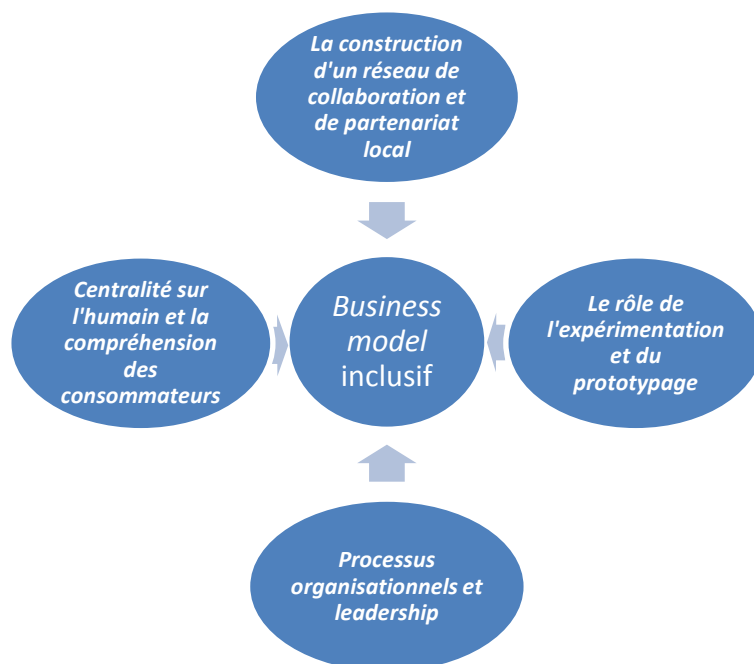 La construction
d'un réseau de
collaboration et
de partenariat
local
Centralité sur
l'humain et la
compréhension
des
consommateurs
Business
model
inclusif
Le rôle de
l'expérimentation
et du
prototypage
Processus
organisationnels et
leadership